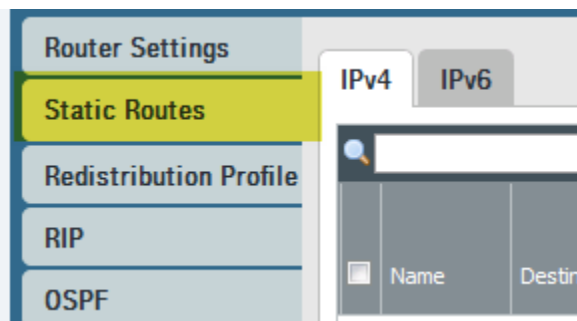 Router Settings
Static Routes
Redistribution Profile
RIP
OSPF
IPv4 IPv6
Name